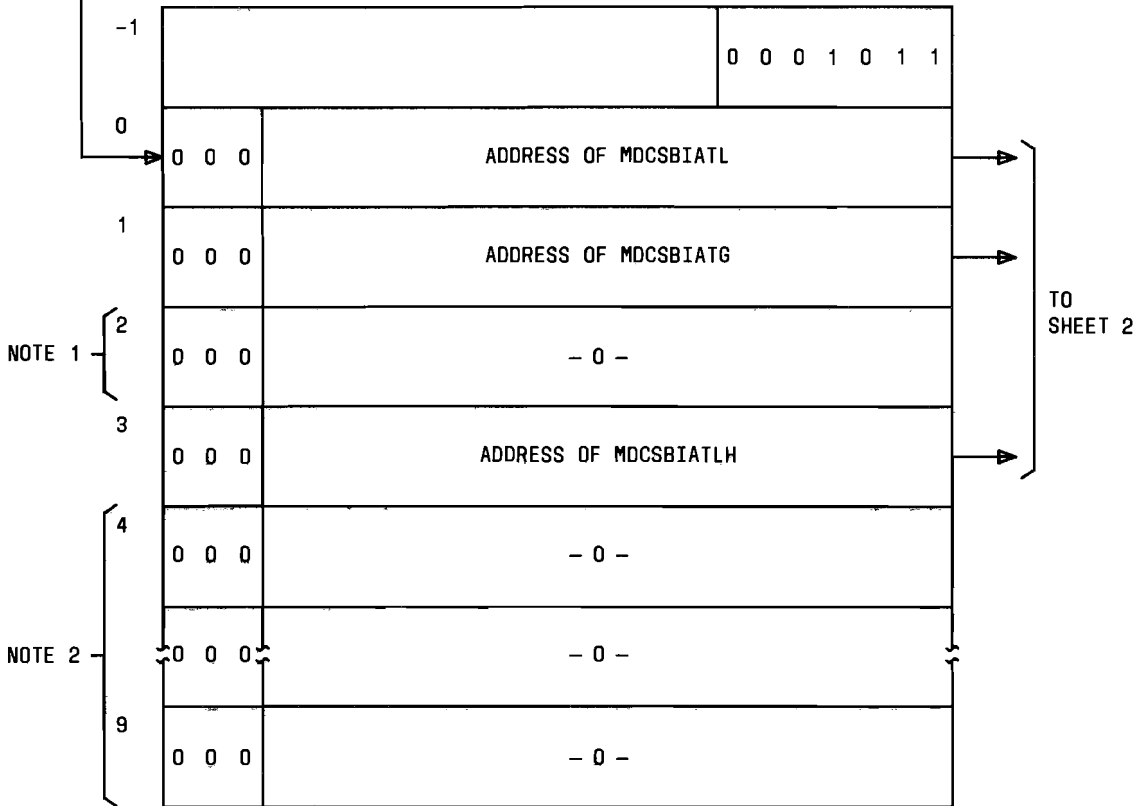 -1
0 0 0 1 0 1 1
0
0 0 0 ADDRESS OF MDCSBIATL
1
0 0 0 ADDRESS OF MDCSBIATG
TO
SHEET 2
NOTE 1
2
0 0 0 - 0 -
3
0 0 0 ADDRESS OF MDCSBIATLH
4
0 0 0 - 0 -
NOTE 2
0 0 0 - 0 -
9
0 0 0 - 0 -